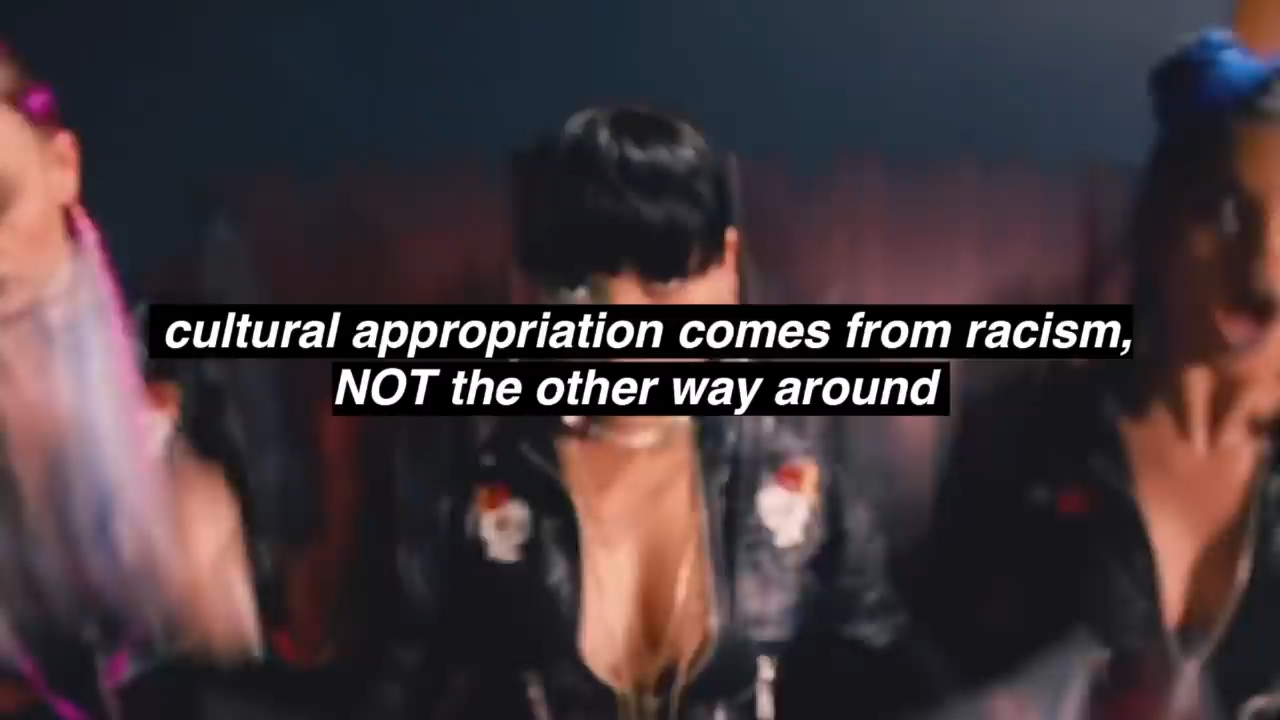 cultural appropriation comes from racism,
NOT the other way around